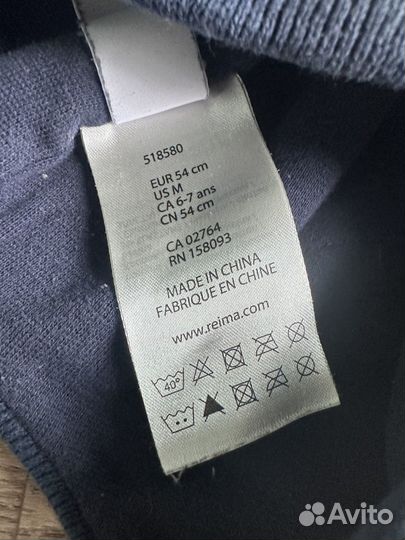 518580
EUR 54 cm
US M
CA 6-7 ans
CN 54 cm
CA 02764
RN 158093
MADE IN CHINA
FABRIQUE EN CHINE
www.reima.com
40°
Avito